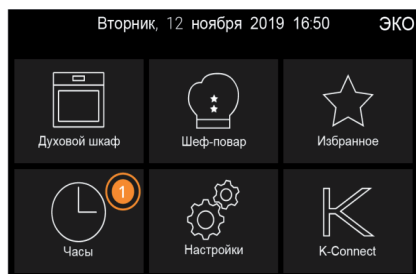 Вторник, 12 ноября 2019 16:50 ЭКО
Духовой шкаф Шеф-повар Избранное
1
Часы Настройки K-Connect